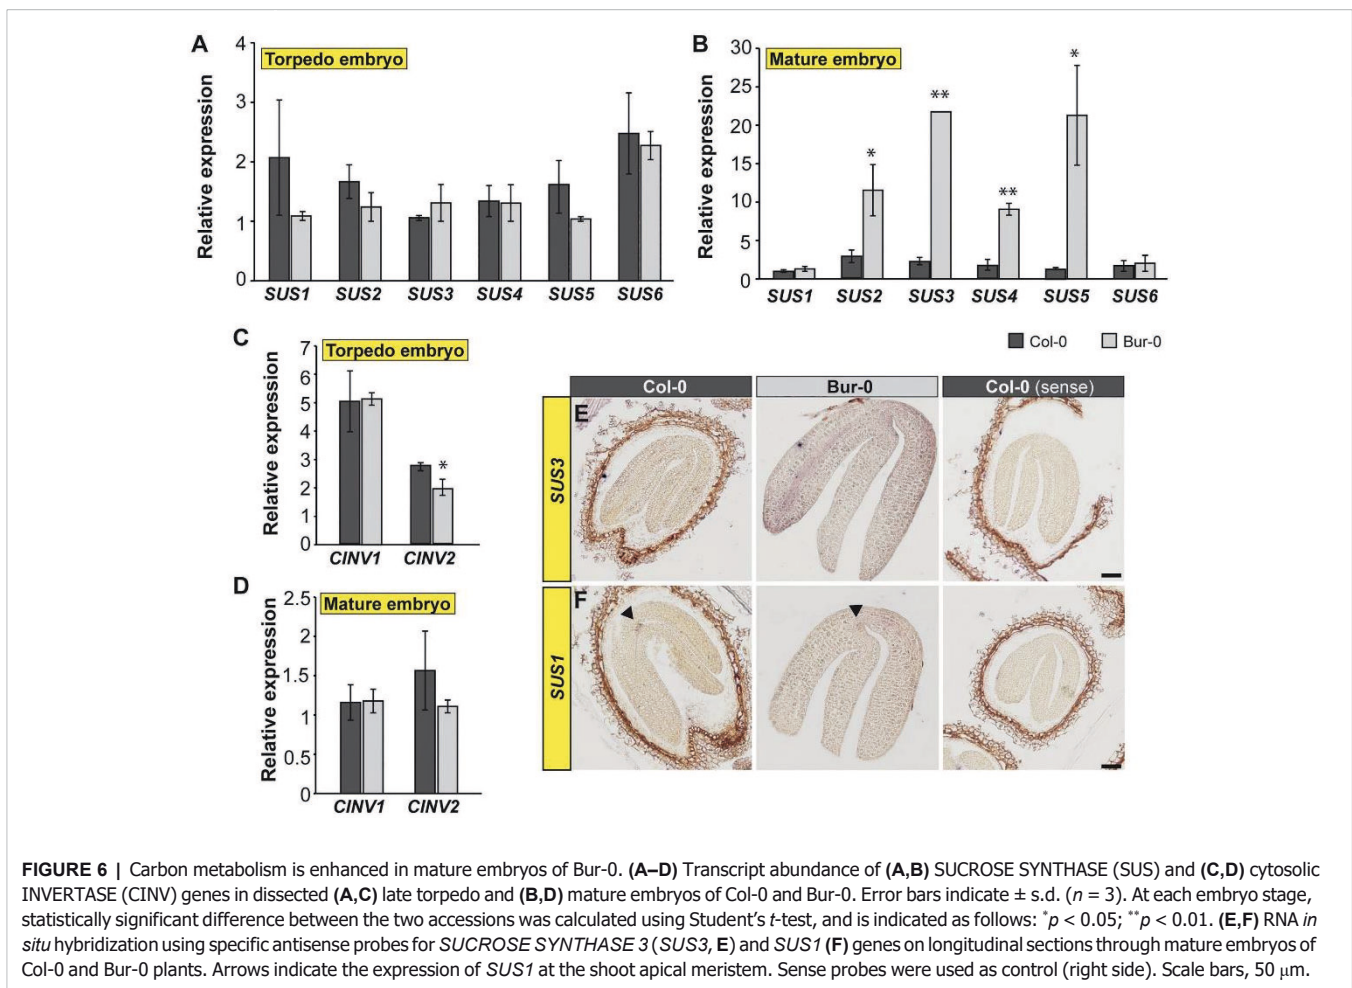 A
Torpedo embryo
Relative expression
4
3
2
1
0
SUS1 SUS2 SUS3 SUS4 SUS5 SUS6
B
Mature embryo
Relative expression
30
25
20
15
10
5
0
* ** ** *
SUS1 SUS2 SUS3 SUS4 SUS5 SUS6
Col-0 Bur-0
C
Torpedo embryo
Relative expression
7
6
5
4
3
2
1
0
*
CINV1 CINV2
D
Mature embryo
Relative expression
2.5
2
1.5
1
0.5
0
CINV1 CINV2
Col-0 Bur-0 Col-0 (sense)
E
SUS3
F
SUS1
FIGURE 6 | Carbon metabolism is enhanced in mature embryos of Bur-0. (A–D) Transcript abundance of (A,B) SUCROSE SYNTHASE (SUS) and (C,D) cytosolic
INVERTASE (CINV) genes in dissected (A,C) late torpedo and (B,D) mature embryos of Col-0 and Bur-0. Error bars indicate ± s.d. (n = 3). At each embryo stage,
statistically significant difference between the two accessions was calculated using Student's t-test, and is indicated as follows: *p < 0.05; **p < 0.01. (E,F) RNA in
situ hybridization using specific antisense probes for SUCROSE SYNTHASE 3 (SUS3, E) and SUS1 (F) genes on longitudinal sections through mature embryos of
Col-0 and Bur-0 plants. Arrows indicate the expression of SUS1 at the shoot apical meristem. Sense probes were used as control (right side). Scale bars, 50 μm.